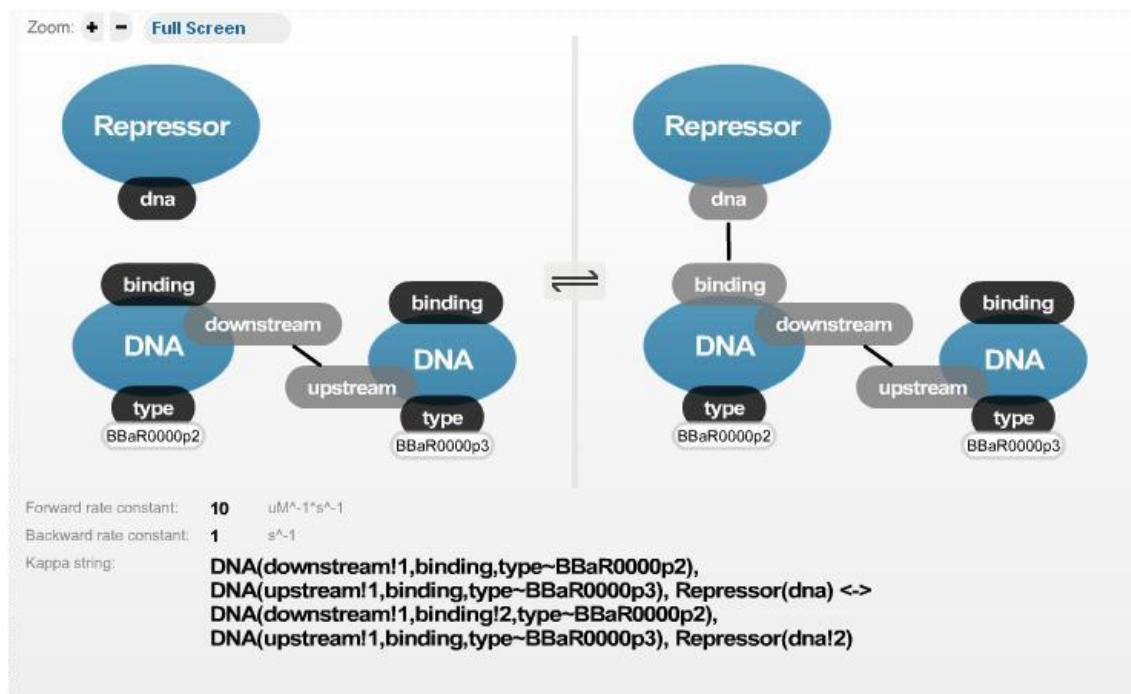 Zoom: + - Full Screen
Repressor
dna
binding
downstream
DNA
type
BBaR0000p2
binding
DNA
upstream
type
BBaR0000p3
Repressor
dna
binding
downstream
DNA
type
BBaR0000p2
binding
DNA
upstream
type
BBaR0000p3
Forward rate constant: 10 uM^-1*s^-1
Backward rate constant: 1 s^-1
Kappa string: DNA(downstream!1,binding,type~BBaR0000p2),
DNA(upstream!1,binding,type~BBaR0000p3), Repressor(dna) <->
DNA(downstream!1,binding!2,type~BBaR0000p2),
DNA(upstream!1,binding,type~BBaR0000p3), Repressor(dna!2)